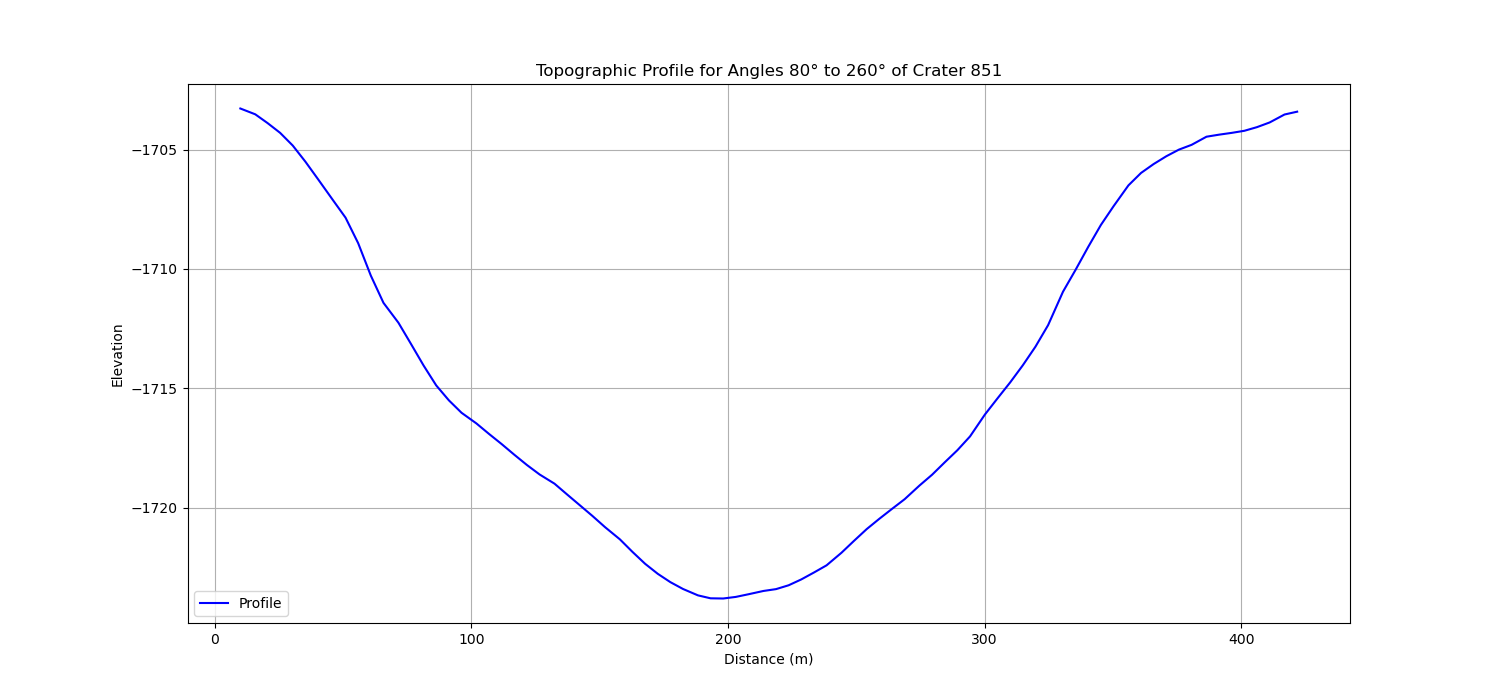 Topographic Profile for Angles 80° to 260° of Crater 851
Elevation
−1705
−1710
−1715
−1720
Profile
0
100
200
300
400
Distance (m)